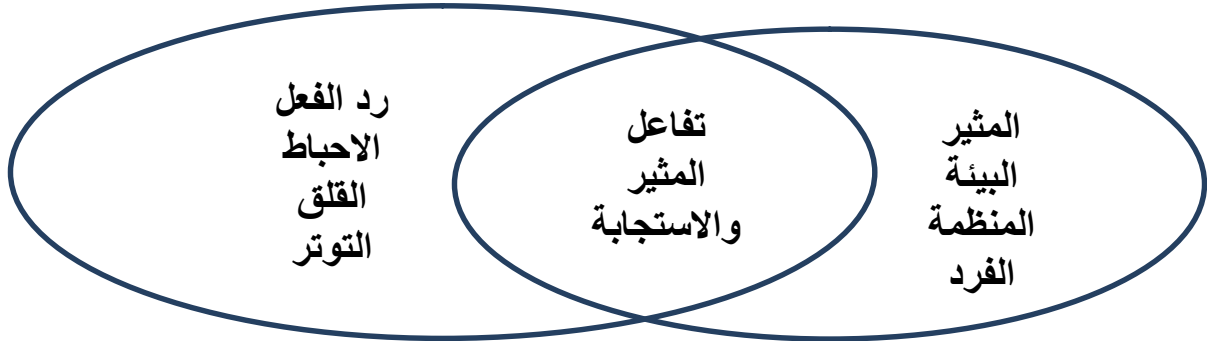 المثير
البيئة
المنظمة
الفرد
تفاعل
المثير
والاستجابة
رد الفعل
الاحباط
القلق
التوتر